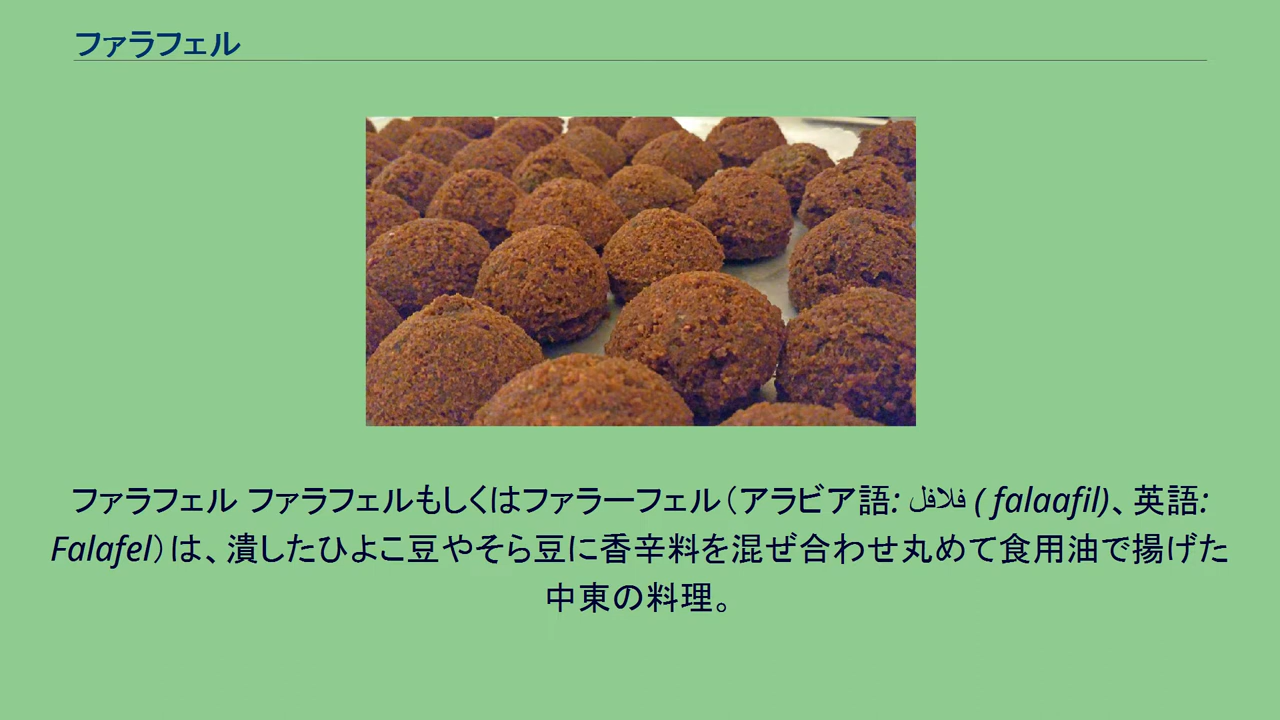 ファラフェル
ファラフェル ファラフェルもしくはファラーフェル（アラビア語: فلافل ( falaafil)、英語:
Falafel）は、潰したひよこ豆やそら豆に香辛料を混ぜ合わせ丸めて食用油で揚げた
中東の料理。